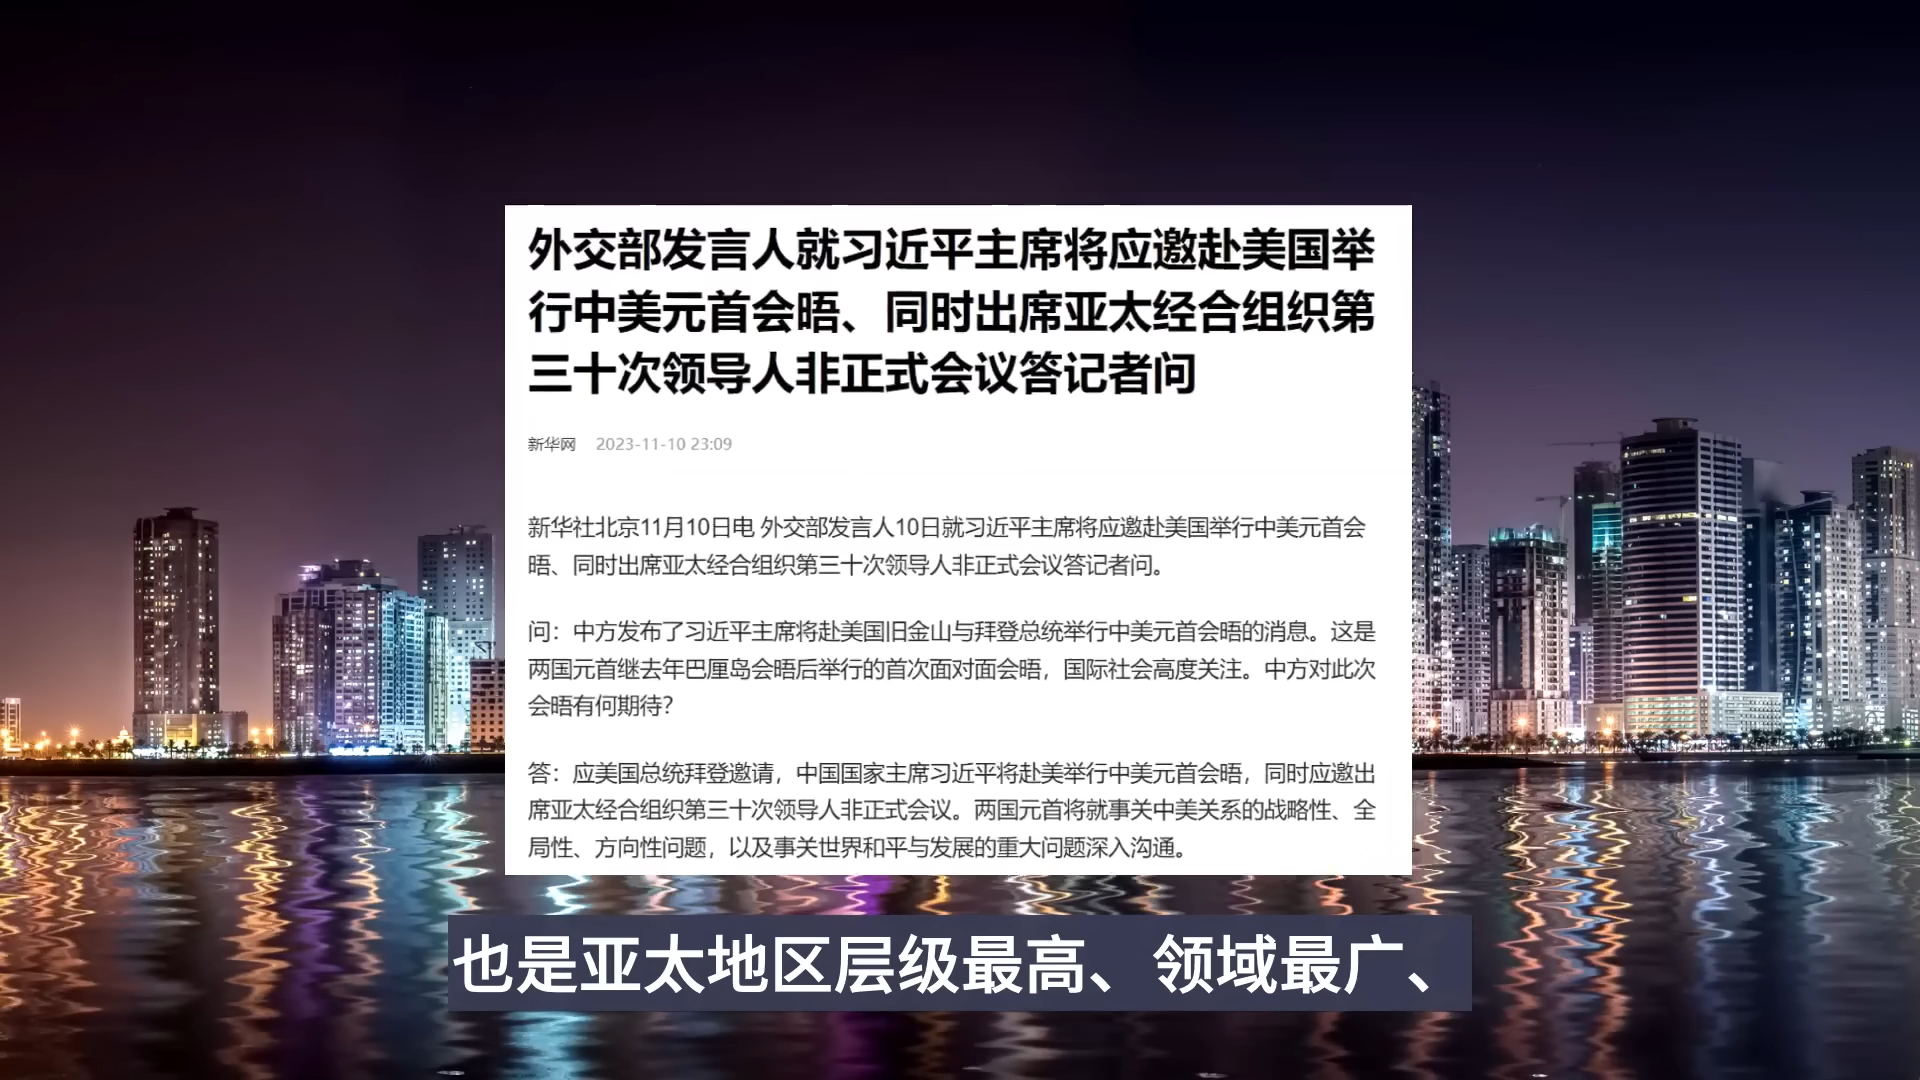 外交部发言人就习近平主席将应邀赴美国举
行中美元首会晤、同时出席亚太经合组织第
三十次领导人非正式会议答记者问
新华网 2023-11-10 23:09
新华社北京11月10日电 外交部发言人10日就习近平主席将应邀赴美国举行中美元首会
晤、同时出席亚太经合组织第三十次领导人非正式会议答记者问。
问：中方发布了习近平主席将赴美国旧金山与拜登总统举行中美元首会晤的消息。这是
两国元首继去年巴厘岛会晤后举行的首次面对面会晤，国际社会高度关注。中方对此次
会晤有何期待？
答：应美国总统拜登邀请，中国国家主席习近平将赴美举行中美元首会晤，同时应邀出
席亚太经合组织第三十次领导人非正式会议。两国元首将就事关中美关系的战略性、全
局性、方向性问题，以及事关世界和平与发展的重大问题深入沟通。
也是亚太地区层级最高、领域最广、